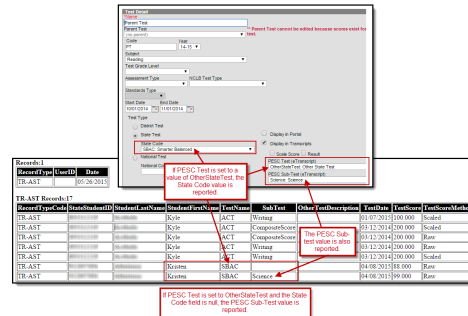 Test Detail
*Name
Parent Test
Parent Test
(no parent)
* Parent Test cannot be edited because scores exist for test.
Code Year
PT 14-15
Subject
Reading
Test Grade Level
Assessment Type NCLB Test Type
Standards Type
Start Date End Date
10/01/2014 11/01/2014
Test Type
District Test
State Test
State Code
SBAC: Smarter Balanced
National Test
National Code
Display in Portal
Display in Transcripts
Scale Score Result
PESC Test (eTranscript)
OtherStateTest: Other State Test
PESC Sub-Test (eTranscript)
Science: Science
If PESC Test is set to a
value of OtherStateTest, the
State Code value is
reported.
Records:1
RecordType UserID Date
TR-AST 05/26/2015
TR-AST Records:17
RecordTypeCode StateStudentID StudentLastName StudentFirstName TestName SubTest OtherTestDescription TestDate TestScore TestScoreMetho
TR-AST Kyle ACT Writing 01/07/2015 100.000 Scaled
TR-AST Kyle ACT CompositeScore 03/12/2014 200.000 Scaled
TR-AST Kyle ACT CompositeScore 03/12/2014 200.000 Raw
TR-AST Kyle ACT Writing 03/12/2014 200.000 Raw
TR-AST Kyle ACT Writing 03/12/2014 200.000 Scaled
TR-AST Kristen SBAC 04/08/2015 88.000 Raw
TR-AST Kristen SBAC Science 04/08/2015 99.000 Raw
The PESC Sub-
test value is also
reported.
If PESC Test is set to OtherStateTest and the State
Code field is null, the PESC Sub-Test value is
reported.